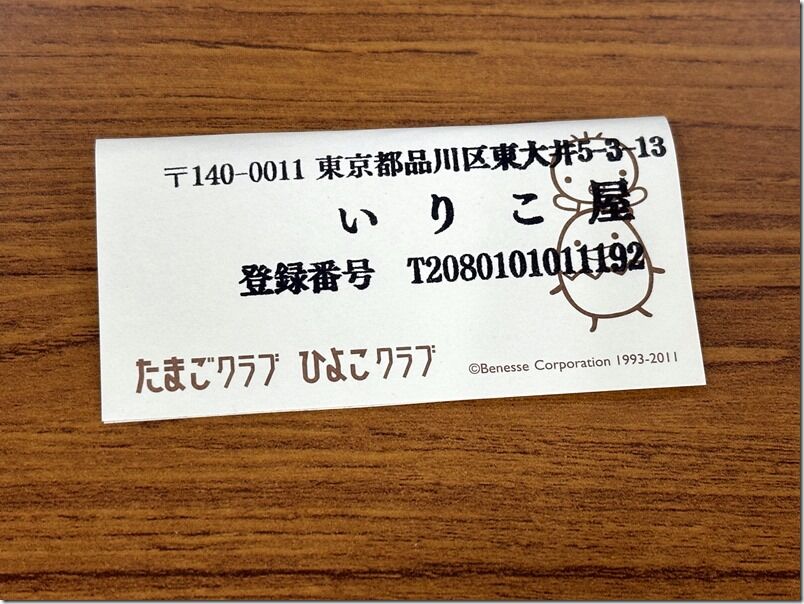 〒140-0011 東京都品川区東大井5-3-13
いりこ屋
登録番号 T2080101011192
たまごクラブ ひよこクラブ ©Benesse Corporation 1993-2011